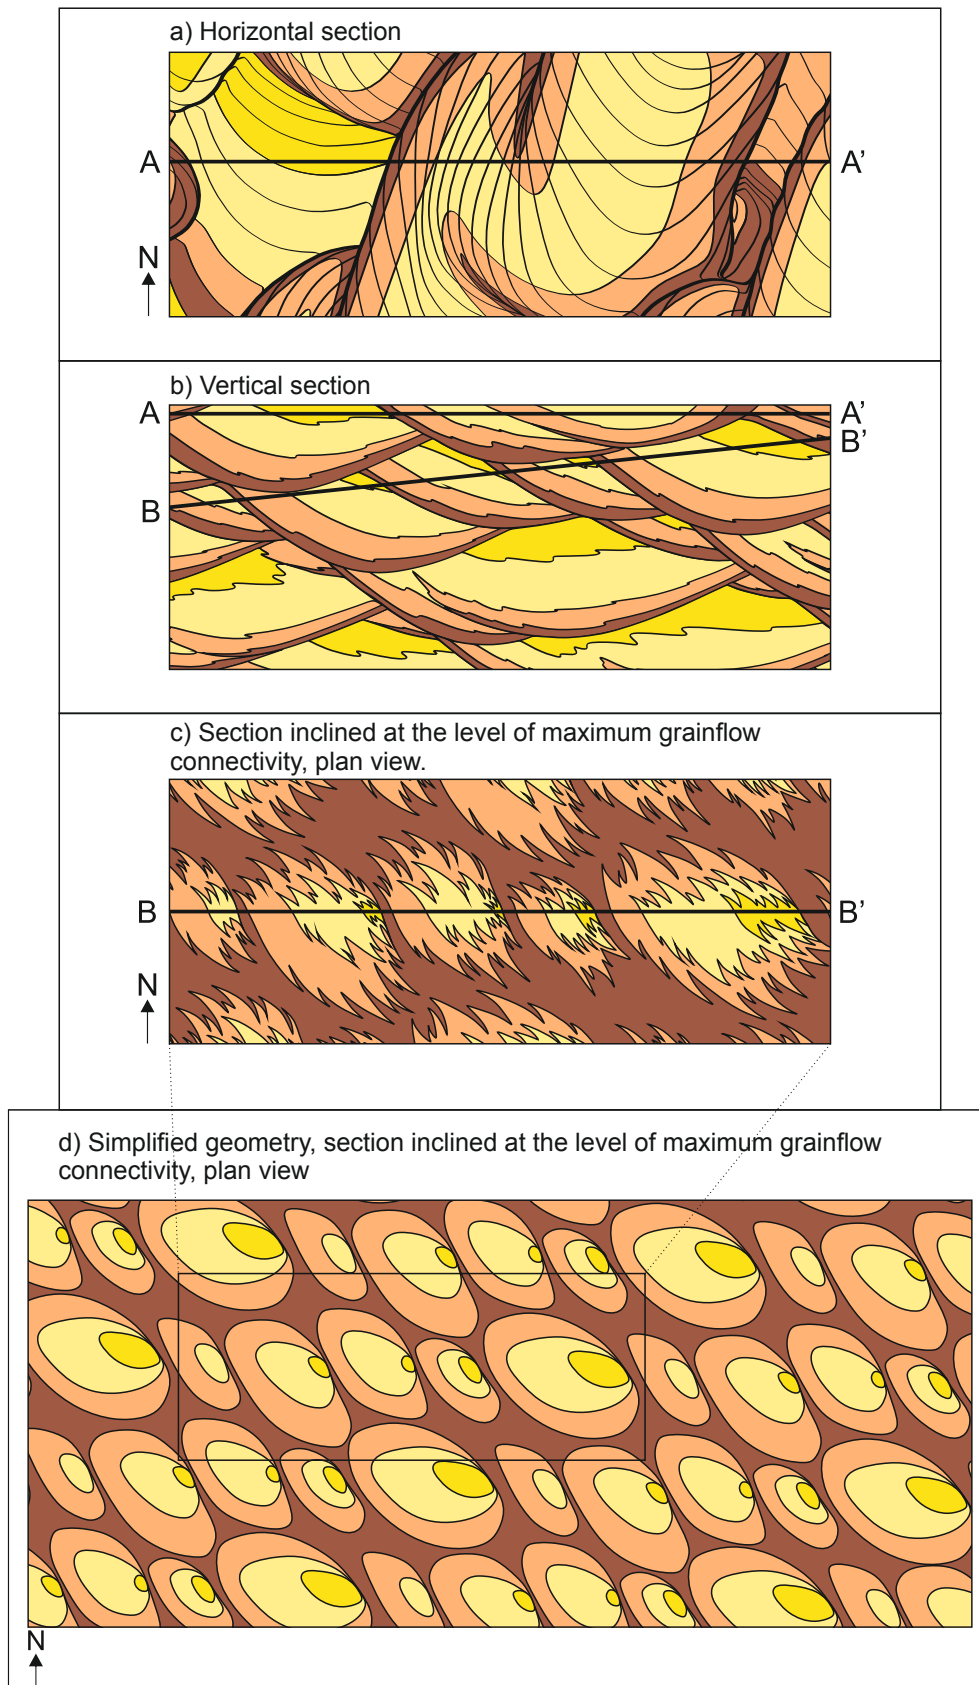 a) Horizontal section
A A’
N
b) Vertical section
A A’
B’
B
c) Section inclined at the level of maximum grainflow
connectivity, plan view.
B B’
N
d) Simplified geometry, section inclined at the level of maximum grainflow
connectivity, plan view
N